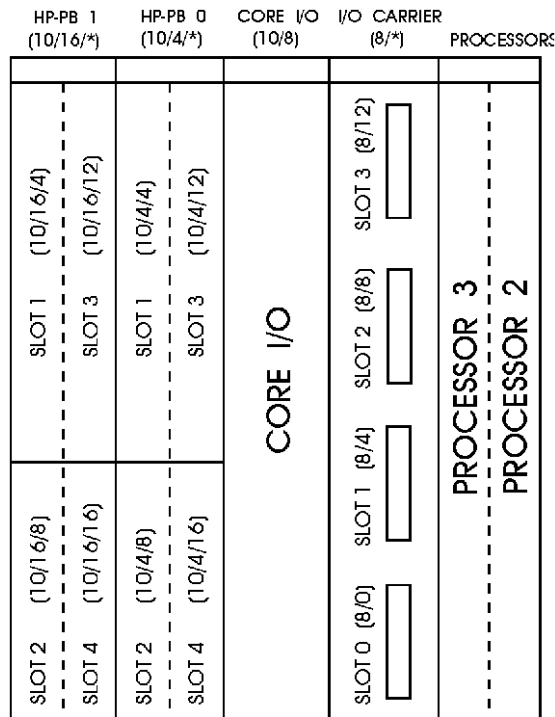 HP-PB 1
(10/16/*)
HP-PB 0
(10/4/*)
CORE I/O
(10/8)
I/O CARRIER
(8/*)
PROCESSORS
SLOT 1 (10/16/4)
SLOT 3 (10/16/12)
SLOT 1 (10/4/4)
SLOT 3 (10/4/12)
SLOT 2 (10/16/8)
SLOT 4 (10/16/16)
SLOT 2 (10/4/8)
SLOT 4 (10/4/16)
CORE I/O
SLOT 3 (8/12)
SLOT 2 (8/8)
SLOT 1 (8/4)
SLOT 0 (8/0)
PROCESSOR 3
PROCESSOR 2